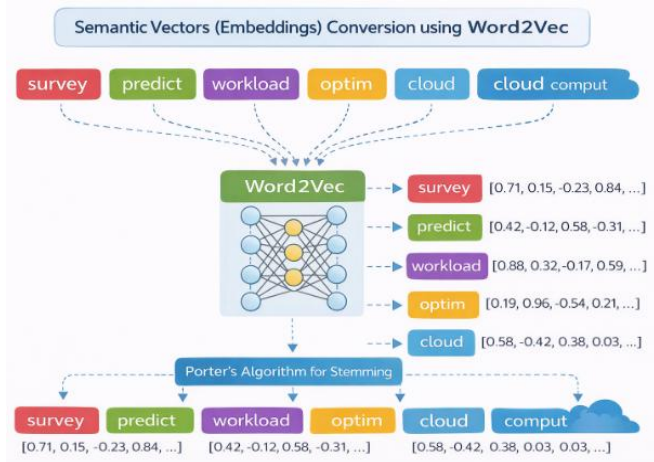 Semantic Vectors (Embeddings) Conversion using Word2Vec
survey predict workload optim cloud cloud comput
Word2Vec
survey [0.71, 0.15, -0.23, 0.84, ...]
predict [0.42, -0.12, 0.58, -0.31, ...]
workload [0.88, 0.32, -0.17, 0.59, ...]
optim [0.19, 0.96, -0.54, 0.21, ...]
cloud [0.58, -0.42, 0.38, 0.03, ...]
Porter's Algorithm for Stemming
survey predict workload optim cloud comput
[0.71, 0.15, -0.23, 0.84, ...] [0.42, -0.12, 0.58, -0.31, ...] [0.58, -0.42, 0.38, 0.03, 0.03, ...]